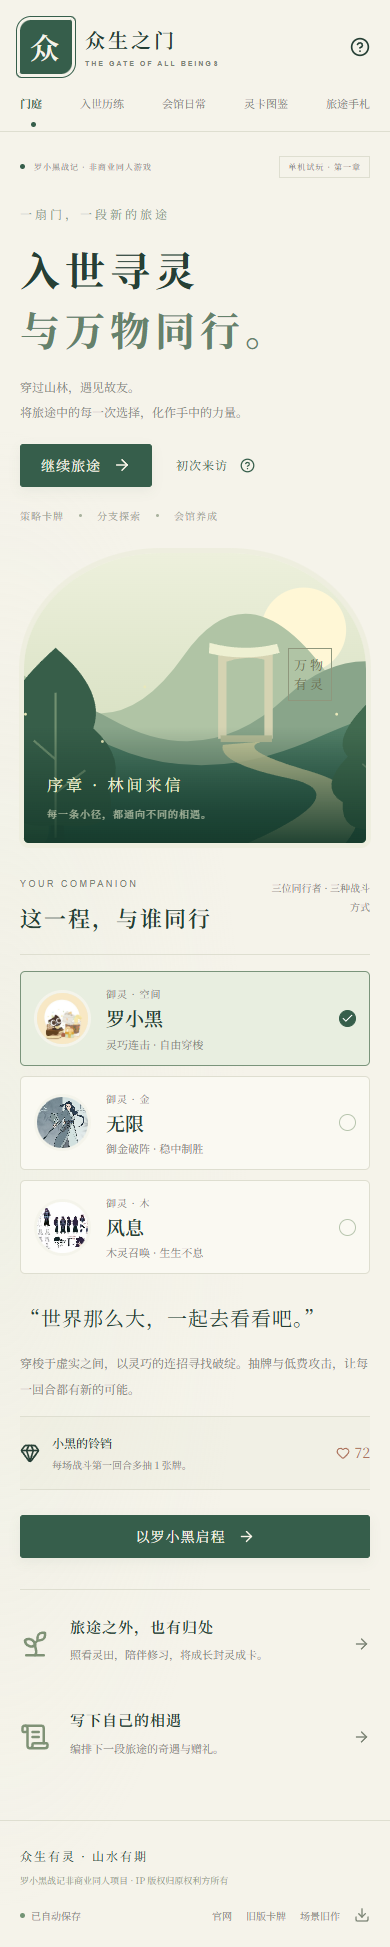 众
众生之门
THE GATE OF ALL BEINGS
门庭 入世历练 会馆日常 灵卡图鉴 旅途手札
罗小黑战记 · 非商业同人游戏
单机试玩 · 第一章
一扇门，一段新的旅途
入世寻灵
与万物同行。
穿过山林，遇见故友。
将旅途中的每一次选择，化作手中的力量。
继续旅途
初次来访
策略卡牌 • 分支探索 • 会馆养成
万物
有灵
序章 · 林间来信
每一条小径，都通向不同的相遇。
YOUR COMPANION
这一程，与谁同行
三位同行者 · 三种战斗
方式
御灵 · 空间
罗小黑
灵巧连击 · 自由穿梭
御灵 · 金
无限
御金破阵 · 稳中制胜
御灵 · 木
风息
木灵召唤 · 生生不息
“世界那么大，一起去看看吧。”
穿梭于虚实之间，以灵巧的连招寻找破绽。抽牌与低费攻击，让每
一回合都有新的可能。
小黑的铃铛
每场战斗第一回合多抽 1 张牌。
72
以罗小黑启程
旅途之外，也有归处
照看灵田，陪伴修习，将成长封灵成卡。
写下自己的相遇
编排下一段旅途的奇遇与赠礼。
众生有灵 · 山水有期
罗小黑战记非商业同人项目 · IP 版权归原权利方所有
已自动保存
官网 旧版卡牌 场景旧作